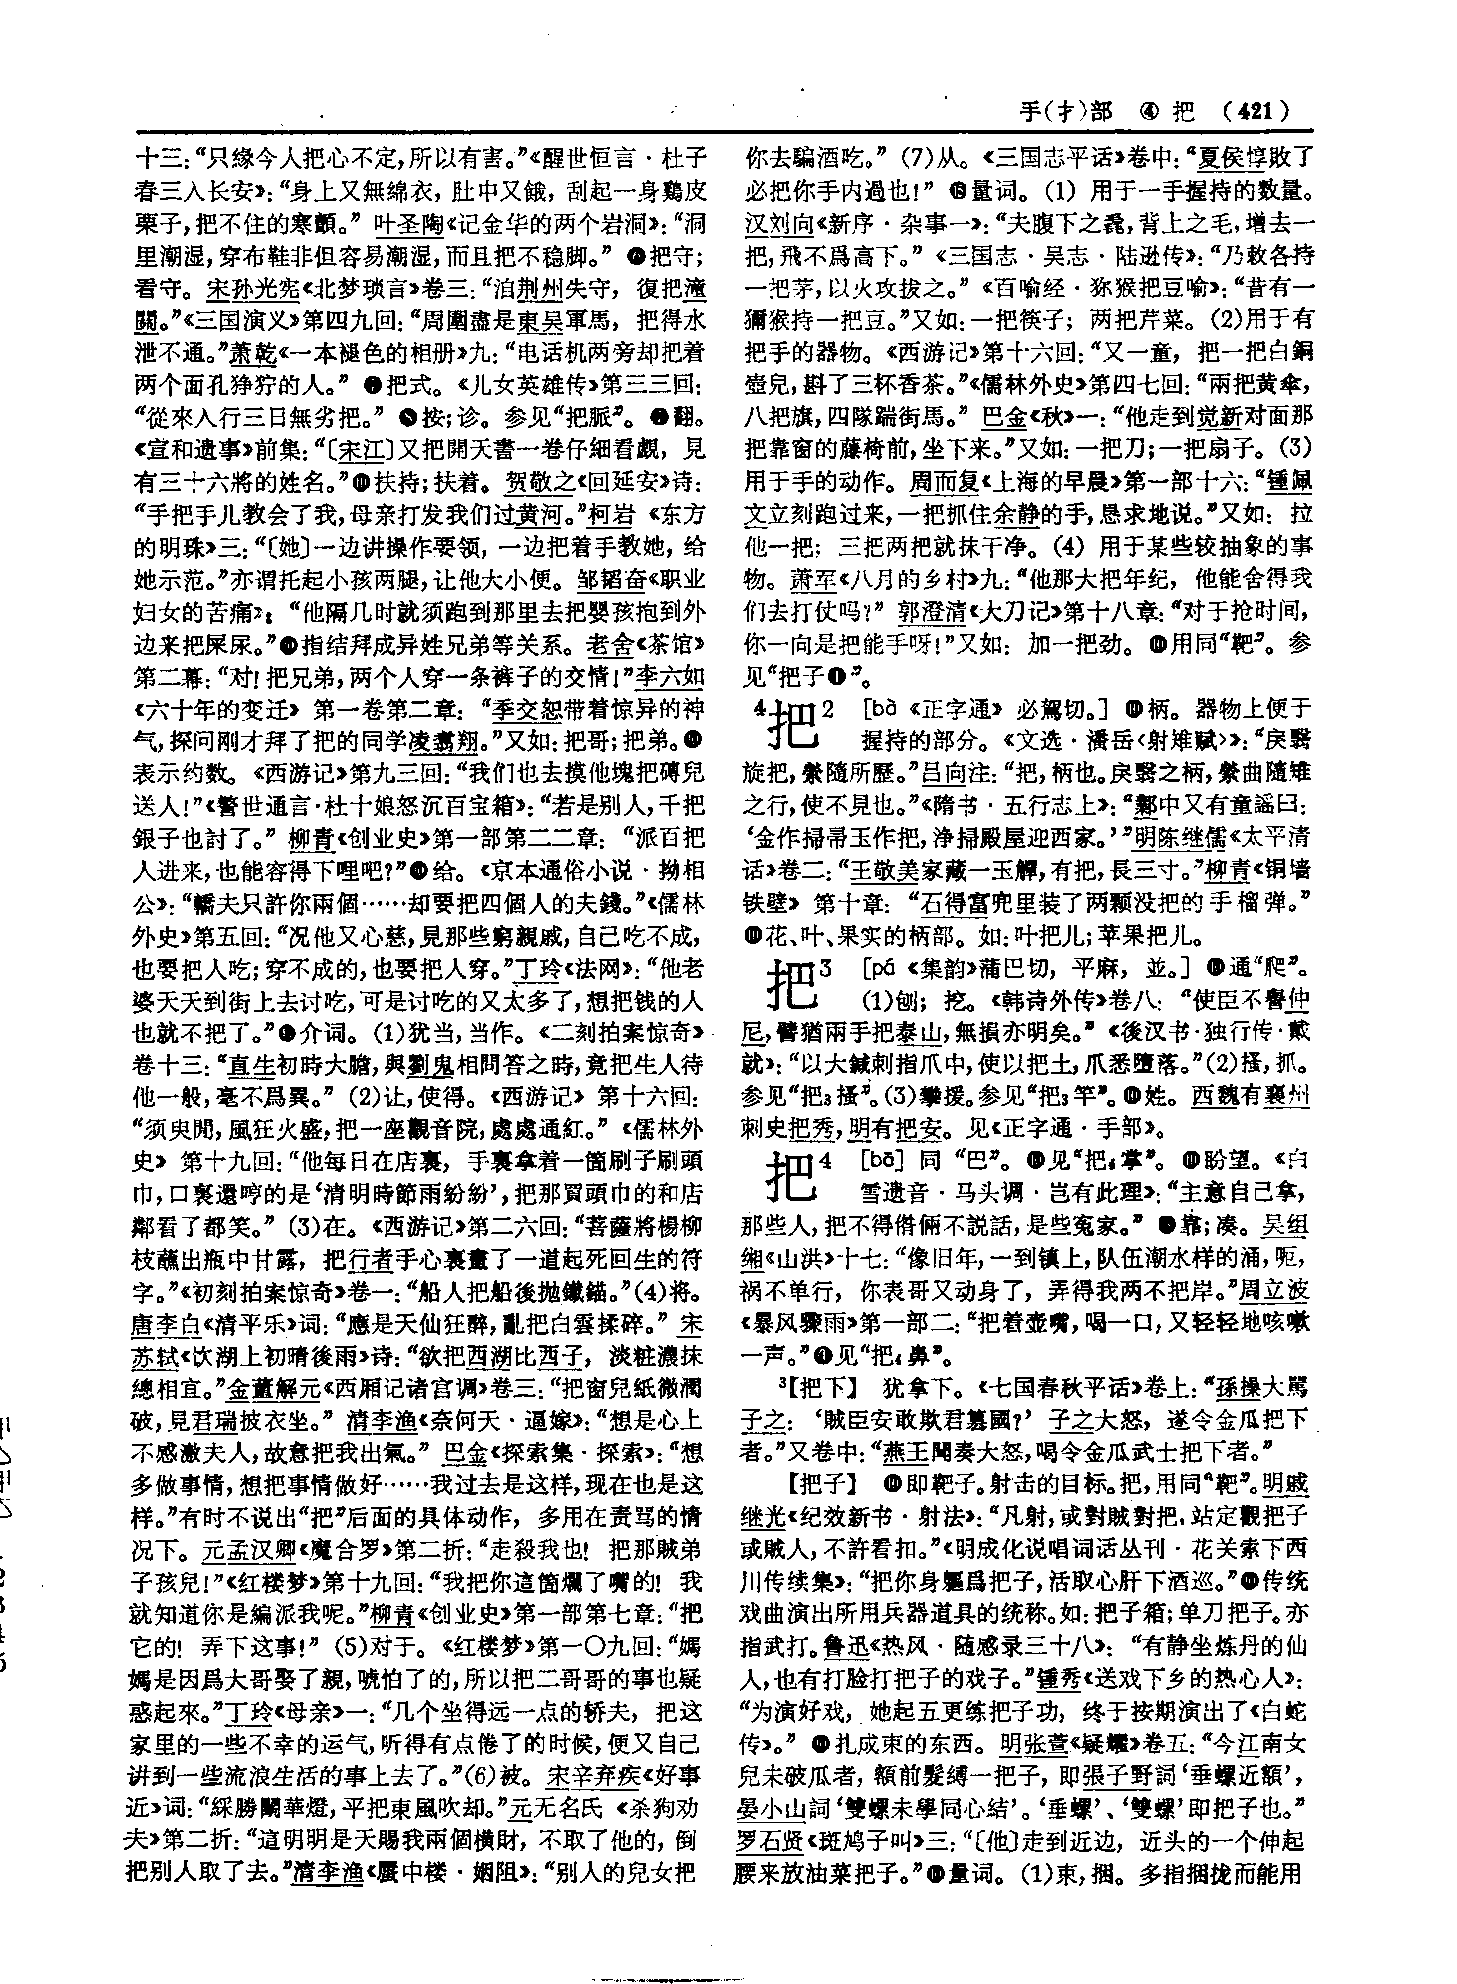 手(扌)部 ④ 把 (421)
十三：“只緣今人把心不定，所以有害。”《醒世恒言·杜子
春三入长安》：“身上又無綿衣，肚中又餓，刮起一身鷄皮
栗子，把不住的寒顫。” 叶圣陶《记金华的两个岩洞》：“洞
里潮湿，穿布鞋非但容易潮湿，而且把不稳脚。” 把守；
看守。宋孙光宪《北梦琐言》卷三：“泊荆州失守，復把潼
關。”《三国演义》第四九回：“周圍盡是東吴軍馬，把得水
泄不通。”萧乾《一本褪色的相册》九：“电话机两旁却把着
两个面孔狰狞的人。” 把式。《儿女英雄传》第三三回：
“從來人行三日無劣把。” 按；诊。参见“把脈”。 翻。
《宣和遗事》前集：“〔宋江〕又把開天書一卷仔細看覷，見
有三十六將的姓名。” 扶持；扶着。贺敬之《回延安》诗：
“手把手儿教会了我，母亲打发我们过黄河。”柯岩《东方
的明珠》三：“〔她〕一边讲操作要领，一边把着手教她，给
她示范。”亦谓托起小孩两腿，让他大小便。邹韬奋《职业
妇女的苦痛》：“他隔几时就须跑到那里去把嬰孩抱到外
边来把屎尿。” 指结拜成异姓兄弟等关系。老舍《茶馆》
第二幕：“对！把兄弟，两个人穿一条裤子的交情！”李六如
《六十年的变迁》第一卷第二章：“季交恕带着惊异的神
气，探问刚才拜了把的同学凌翥翔。”又如：把哥；把弟。
表示约数。《西游记》第九三回：“我们也去摸他塊把磚兒
送人！”《警世通言·杜十娘怒沉百宝箱》：“若是别人，千把
銀子也討了。” 柳青《创业史》第一部第二二章：“派百把
人进来，也能容得下哩吧？” 给。《京本通俗小说·拗相
公》：“轎夫只許你兩個……却要把四個人的夫錢。”《儒林
外史》第五回：“况他又心慈，見那些窮親戚，自己吃不成，
也要把人吃；穿不成的，也要把人穿。”丁玲《法网》：“他老
婆天天到街上去讨吃，可是讨吃的又太多了，想把钱的人
也就不把了。” 介词。(1)犹当，当作。《二刻拍案惊奇》
卷十三：“直生初時大膽，與劉鬼相問答之時，竟把生人待
他一般，毫不爲異。” (2)让，使得。《西游记》第十六回：
“须臾間，風狂火盛，把一座觀音院，處處通紅。”《儒林外
史》第十九回：“他每日在店裏，手裏拿着一箇刷子刷頭
巾，口裏還哼的是‘清明時節雨紛紛’，把那買頭巾的和店
鄰看了都笑。” (3)在。《西游记》第二六回：“菩薩將楊柳
枝蘸出瓶中甘露，把行者手心裏畫了一道起死回生的符
字。”《初刻拍案惊奇》卷一：“船人把船後抛鐵錨。”(4)将。
唐李白《清平乐》词：“應是天仙狂醉，亂把白雲揉碎。” 宋
苏轼《饮湖上初晴後雨》诗：“欲把西湖比西子，淡粧濃抹
總相宜。”金董解元《西厢记诸宫调》卷三：“把窗兒紙微潤
破，見君瑞披衣坐。” 清李渔《奈何天·逼嫁》：“想是心上
不感激夫人，故意把我出氣。” 巴金《探索集·探索》：“想
多做事情，想把事情做好……我过去是这样，现在也是这
样。”有时不说出“把”后面的具体动作，多用在责骂的情
况下。元孟汉卿《魔合罗》第二折：“走殺我也！把那賊弟
子孩兒！”《红楼梦》第十九回：“我把你這箇爛了嘴的！我
就知道你是編派我呢。”柳青《创业史》第一部第七章：“把
它的！弄下这事！” (5)对于。《红楼梦》第一〇九回：“媽
媽是因爲大哥娶了親，唬怕了的，所以把二哥哥的事也疑
惑起來。”丁玲《母亲》一：“几个坐得远一点的轿夫，把这
家里的一些不幸的运气，听得有点倦了的时候，便又自己
讲到一些流浪生活的事上去了。”(6)被。宋辛弃疾《好事
近》词：“綵勝鬭華燈，平把東風吹却。”元无名氏《杀狗劝
夫》第二折：“這明明是天賜我兩個横財，不取了他的，倒
把别人取了去。”清李渔《蜃中楼·姻阻》：“别人的兒女把
你去騙酒吃。” (7)从。《三国志平话》卷中：“夏侯惇敗了
必把你手内過也！” 量词。(1) 用于一手握持的数量。
汉刘向《新序·杂事一》：“夫腹下之毳，背上之毛，增去一
把，飛不爲高下。”《三国志·吴志·陆逊传》：“乃敕各持
一把茅，以火攻拔之。”《百喻经·猕猴把豆喻》：“昔有一
獼猴持一把豆。”又如：一把筷子；两把芹菜。(2)用于有
把手的器物。《西游记》第十六回：“又一童，把一把白銅
壺兒，斟了三杯香茶。”《儒林外史》第四七回：“兩把黄傘，
八把旗，四隊踹街馬。” 巴金《秋》一：“他走到觉新对面那
把靠窗的藤椅前，坐下来。”又如：一把刀；一把扇子。(3)
用于手的动作。周而复《上海的早晨》第一部十六：“锺佩
文立刻跑过来，一把抓住余静的手，恳求地说。”又如：拉
他一把；三把两把就抹干净。(4) 用于某些较抽象的事
物。萧军《八月的乡村》九：“他那大把年纪，他能舍得我
们去打仗吗？” 郭澄清《大刀记》第十八章：“对于抢时间，
你一向是把能手呀！”又如：加一把劲。 用同“靶”。参
见“把子❶”。
4把2 [bà 《正字通》必駕切。] 柄。器物上便于
握持的部分。《文选·潘岳〈射雉赋〉》：“戾翳
旋把，縈隨所歷。”吕向注：“把，柄也。戾翳之柄，縈曲隨雉
之行，使不見也。”《隋书·五行志上》：“鄴中又有童謡曰：
‘金作掃帚玉作把，净掃殿屋迎西家。’”明陈继儒《太平清
话》卷二：“王敬美家藏一玉觶，有把，長三寸。”柳青《铜墙
铁壁》第十章：“石得富兜里装了两颗没把的手榴弹。”
花、叶、果实的柄部。如：叶把儿；苹果把儿。
把3 [pá 《集韵》蒲巴切，平麻，並。] 通“爬”。
(1)刨；挖。《韩诗外传》卷八：“使臣不譽仲
尼，譬猶兩手把泰山，無損亦明矣。”《後汉书·独行传·戴
就》：“以大鍼刺指爪中，使以把土，爪悉墮落。”(2)搔，抓。
参见“把3搔”。(3)攀援。参见“把3竿”。 姓。西魏有襄州
刺史把秀，明有把安。见《正字通·手部》。
把4 [bā] 同“巴”。 见“把4掌”。 盼望。《白
雪遗音·马头调·岂有此理》：“主意自己拿，
那些人，把不得偺倆不説話，是些冤家。” 靠；凑。吴组
缃《山洪》十七：“像旧年，一到镇上，队伍潮水样的涌，呃，
祸不单行，你表哥又动身了，弄得我两不把岸。”周立波
《暴风骤雨》第一部二：“把着壶嘴，喝一口，又轻轻地咳嗽
一声。” 见“把4鼻”。
3【把下】 犹拿下。《七国春秋平话》卷上：“孫操大罵
子之：‘賊臣安敢欺君篡國？’子之大怒，遂令金瓜把下
者。”又卷中：“燕王聞奏大怒，喝令金瓜武士把下者。”
【把子】 即靶子。射击的目标。把，用同“靶”。明戚
继光《纪效新书·射法》：“凡射，或對賊對把，站定觀把子
或賊人，不許看扣。”《明成化说唱词话丛刊·花关索下西
川传续集》：“把你身軀爲把子，活取心肝下酒巡。” 传统
戏曲演出所用兵器道具的统称。如：把子箱；单刀把子。亦
指武打。鲁迅《热风·随感录三十八》：“有静坐炼丹的仙
人，也有打脸打把子的戏子。”锺秀《送戏下乡的热心人》：
“为演好戏，她起五更练把子功，终于按期演出了《白蛇
传》。” 扎成束的东西。明张萱《疑耀》卷五：“今江南女
兒未破瓜者，額前髮縛一把子，即張子野詞‘垂螺近額’，
晏小山詞‘雙螺未學同心結’。‘垂螺’、‘雙螺’即把子也。”
罗石贤《斑鸠子叫》三：“〔他〕走到近边，近头的一个伸起
腰来放油菜把子。” 量词。(1)束，捆。多指捆拢而能用